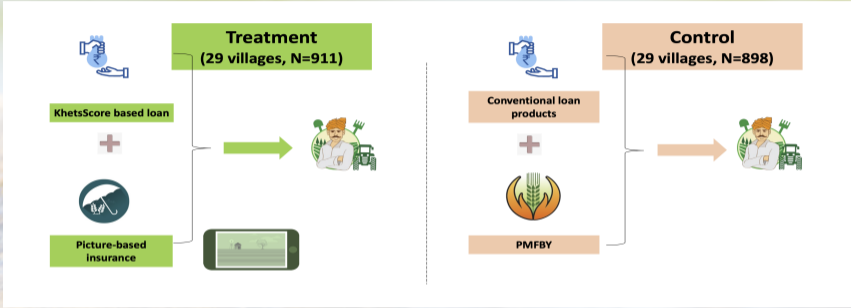 Treatment
(29 villages, N=911)
KhetsScore based loan
Picture-based
insurance
Control
(29 villages, N=898)
Conventional loan
products
PMFBY